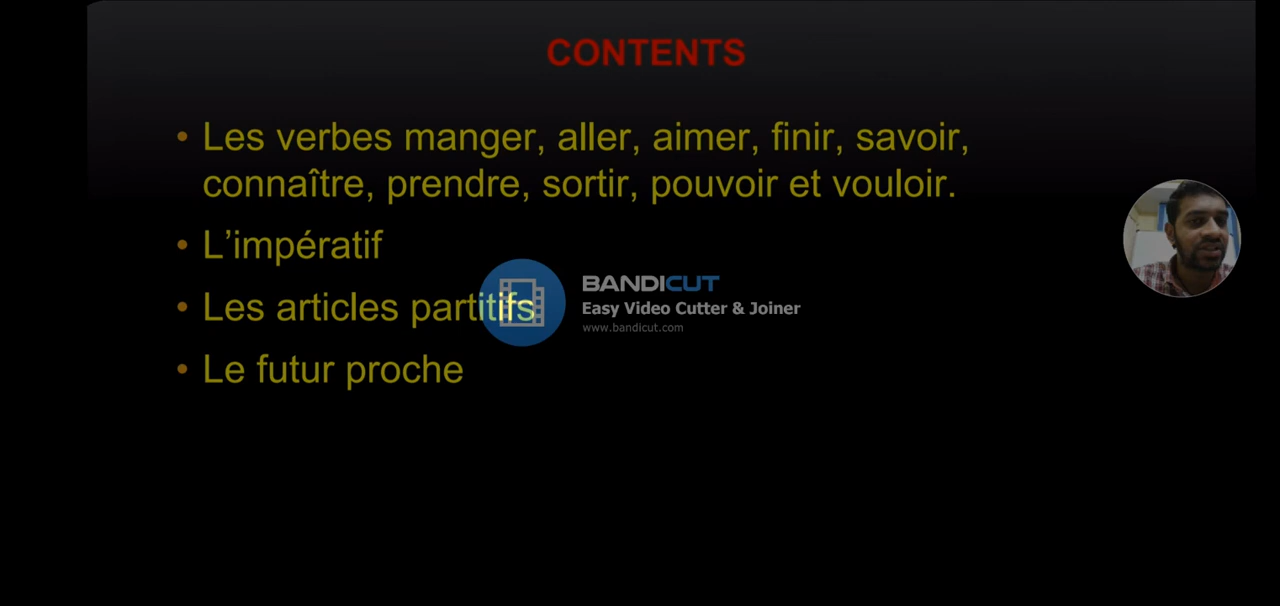 CONTENTS
• Les verbes manger, aller, aimer, finir, savoir,
connaître, prendre, sortir, pouvoir et vouloir.
• L’impératif
• Les articles partitifs
• Le futur proche
BANDICUT
Easy Video Cutter & Joiner
www.bandicut.com